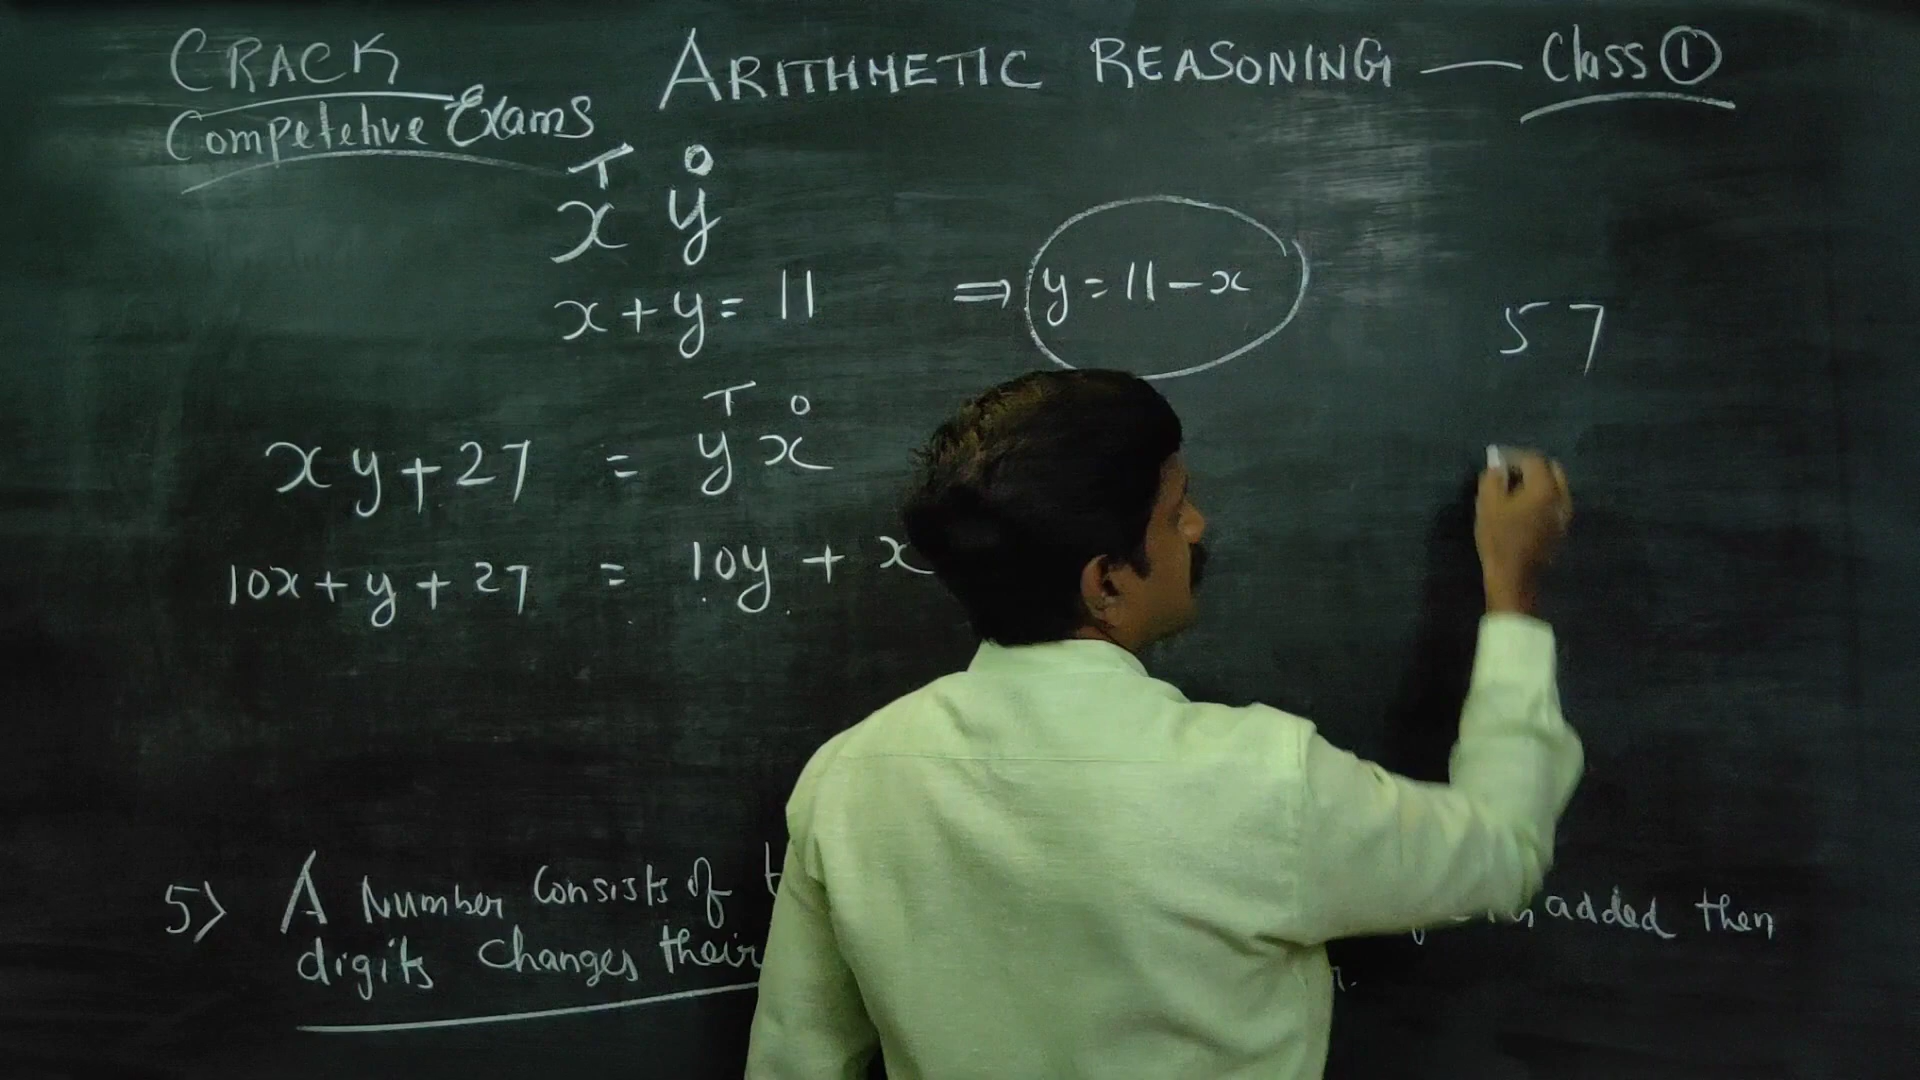 CRACK
Competetive Exams
ARITHMETIC REASONING — Class ①
T O
x y
x + y = 11 ⇒ y = 11 - x
57
T O
xy + 27 = yx
10x + y + 27 = 10y + x
5) A Number Consists of added then
digits changes their